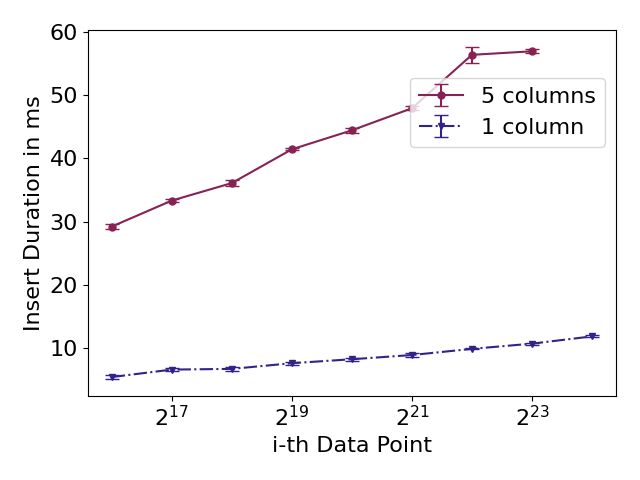 60
50
40
30
20
10
Insert Duration in ms
5 columns
1 column
2^17
2^19
2^21
2^23
i-th Data Point